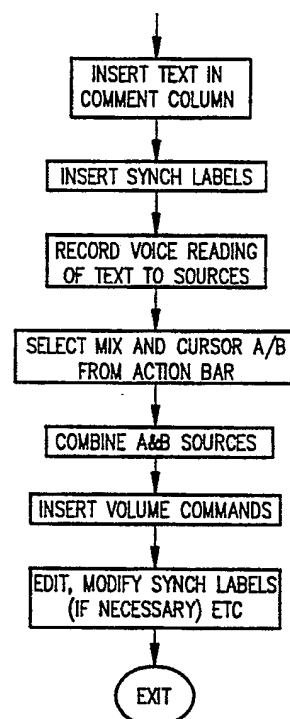 INSERT TEXT IN
COMMENT COLUMN
INSERT SYNCH LABELS
RECORD VOICE READING
OF TEXT TO SOURCES
SELECT MIX AND CURSOR A/B
FROM ACTION BAR
COMBINE A&B SOURCES
INSERT VOLUME COMMANDS
EDIT, MODIFY SYNCH LABELS
(IF NECESSARY) ETC
EXIT